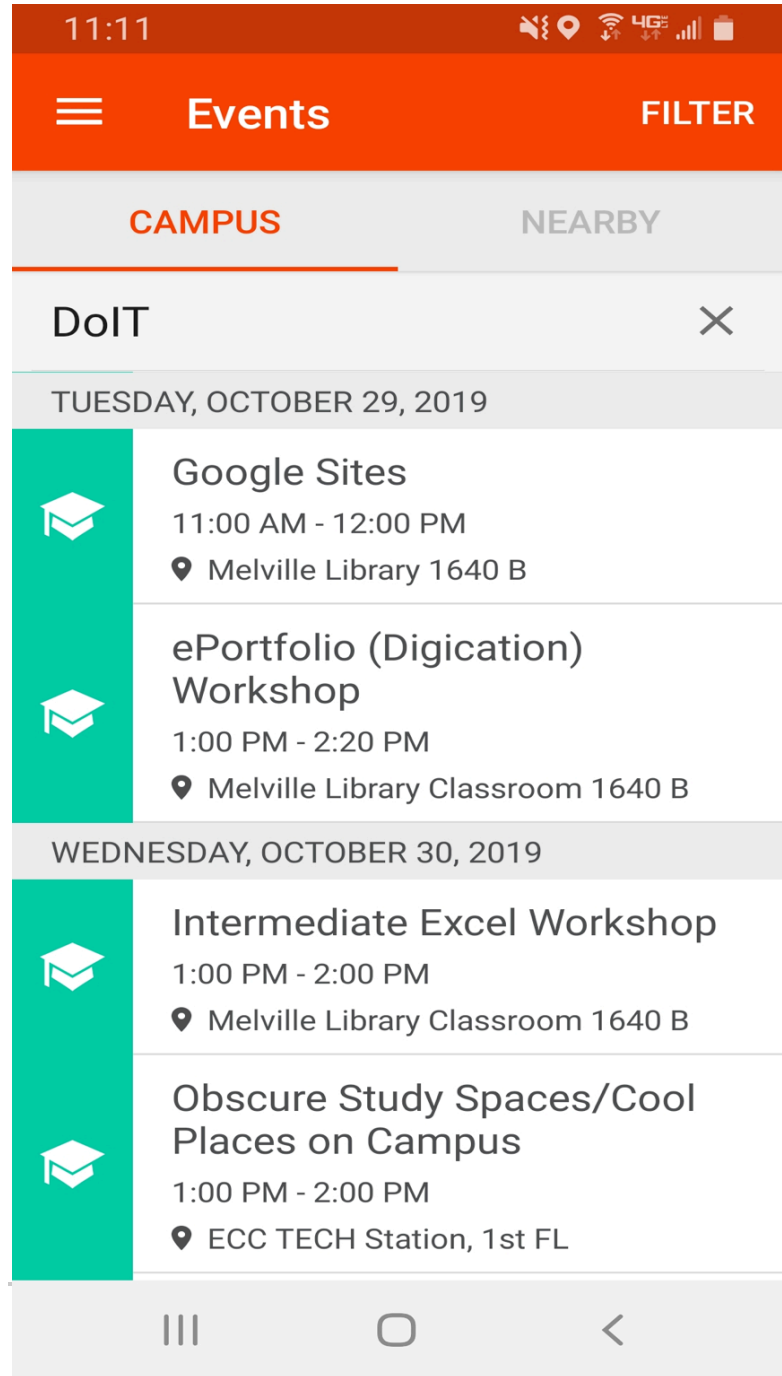 11:11
4G LTE
Events
FILTER
CAMPUS
NEARBY
DoIT
TUESDAY, OCTOBER 29, 2019
Google Sites
11:00 AM - 12:00 PM
Melville Library 1640 B
ePortfolio (Digication)
Workshop
1:00 PM - 2:20 PM
Melville Library Classroom 1640 B
WEDNESDAY, OCTOBER 30, 2019
Intermediate Excel Workshop
1:00 PM - 2:00 PM
Melville Library Classroom 1640 B
Obscure Study Spaces/Cool
Places on Campus
1:00 PM - 2:00 PM
ECC TECH Station, 1st FL